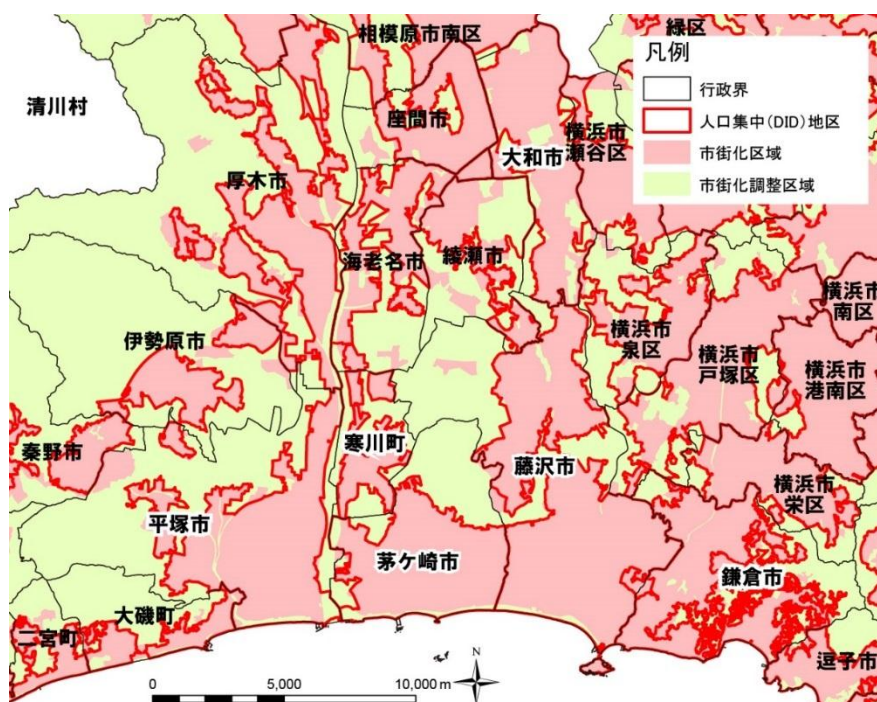 相模原市南区
緑区
凡例
行政界
人口集中(DID)地区
市街化区域
市街化調整区域
清川村
座間市
大和市
横浜市
瀬谷区
厚木市
海老名市
綾瀬市
横浜市
南区
伊勢原市
横浜市
泉区
横浜市
戸塚区
横浜市
港南区
秦野市
寒川町
藤沢市
横浜市
栄区
平塚市
茅ケ崎市
鎌倉市
大磯町
二宮町
逗子市
N
0
5,000
10,000 m